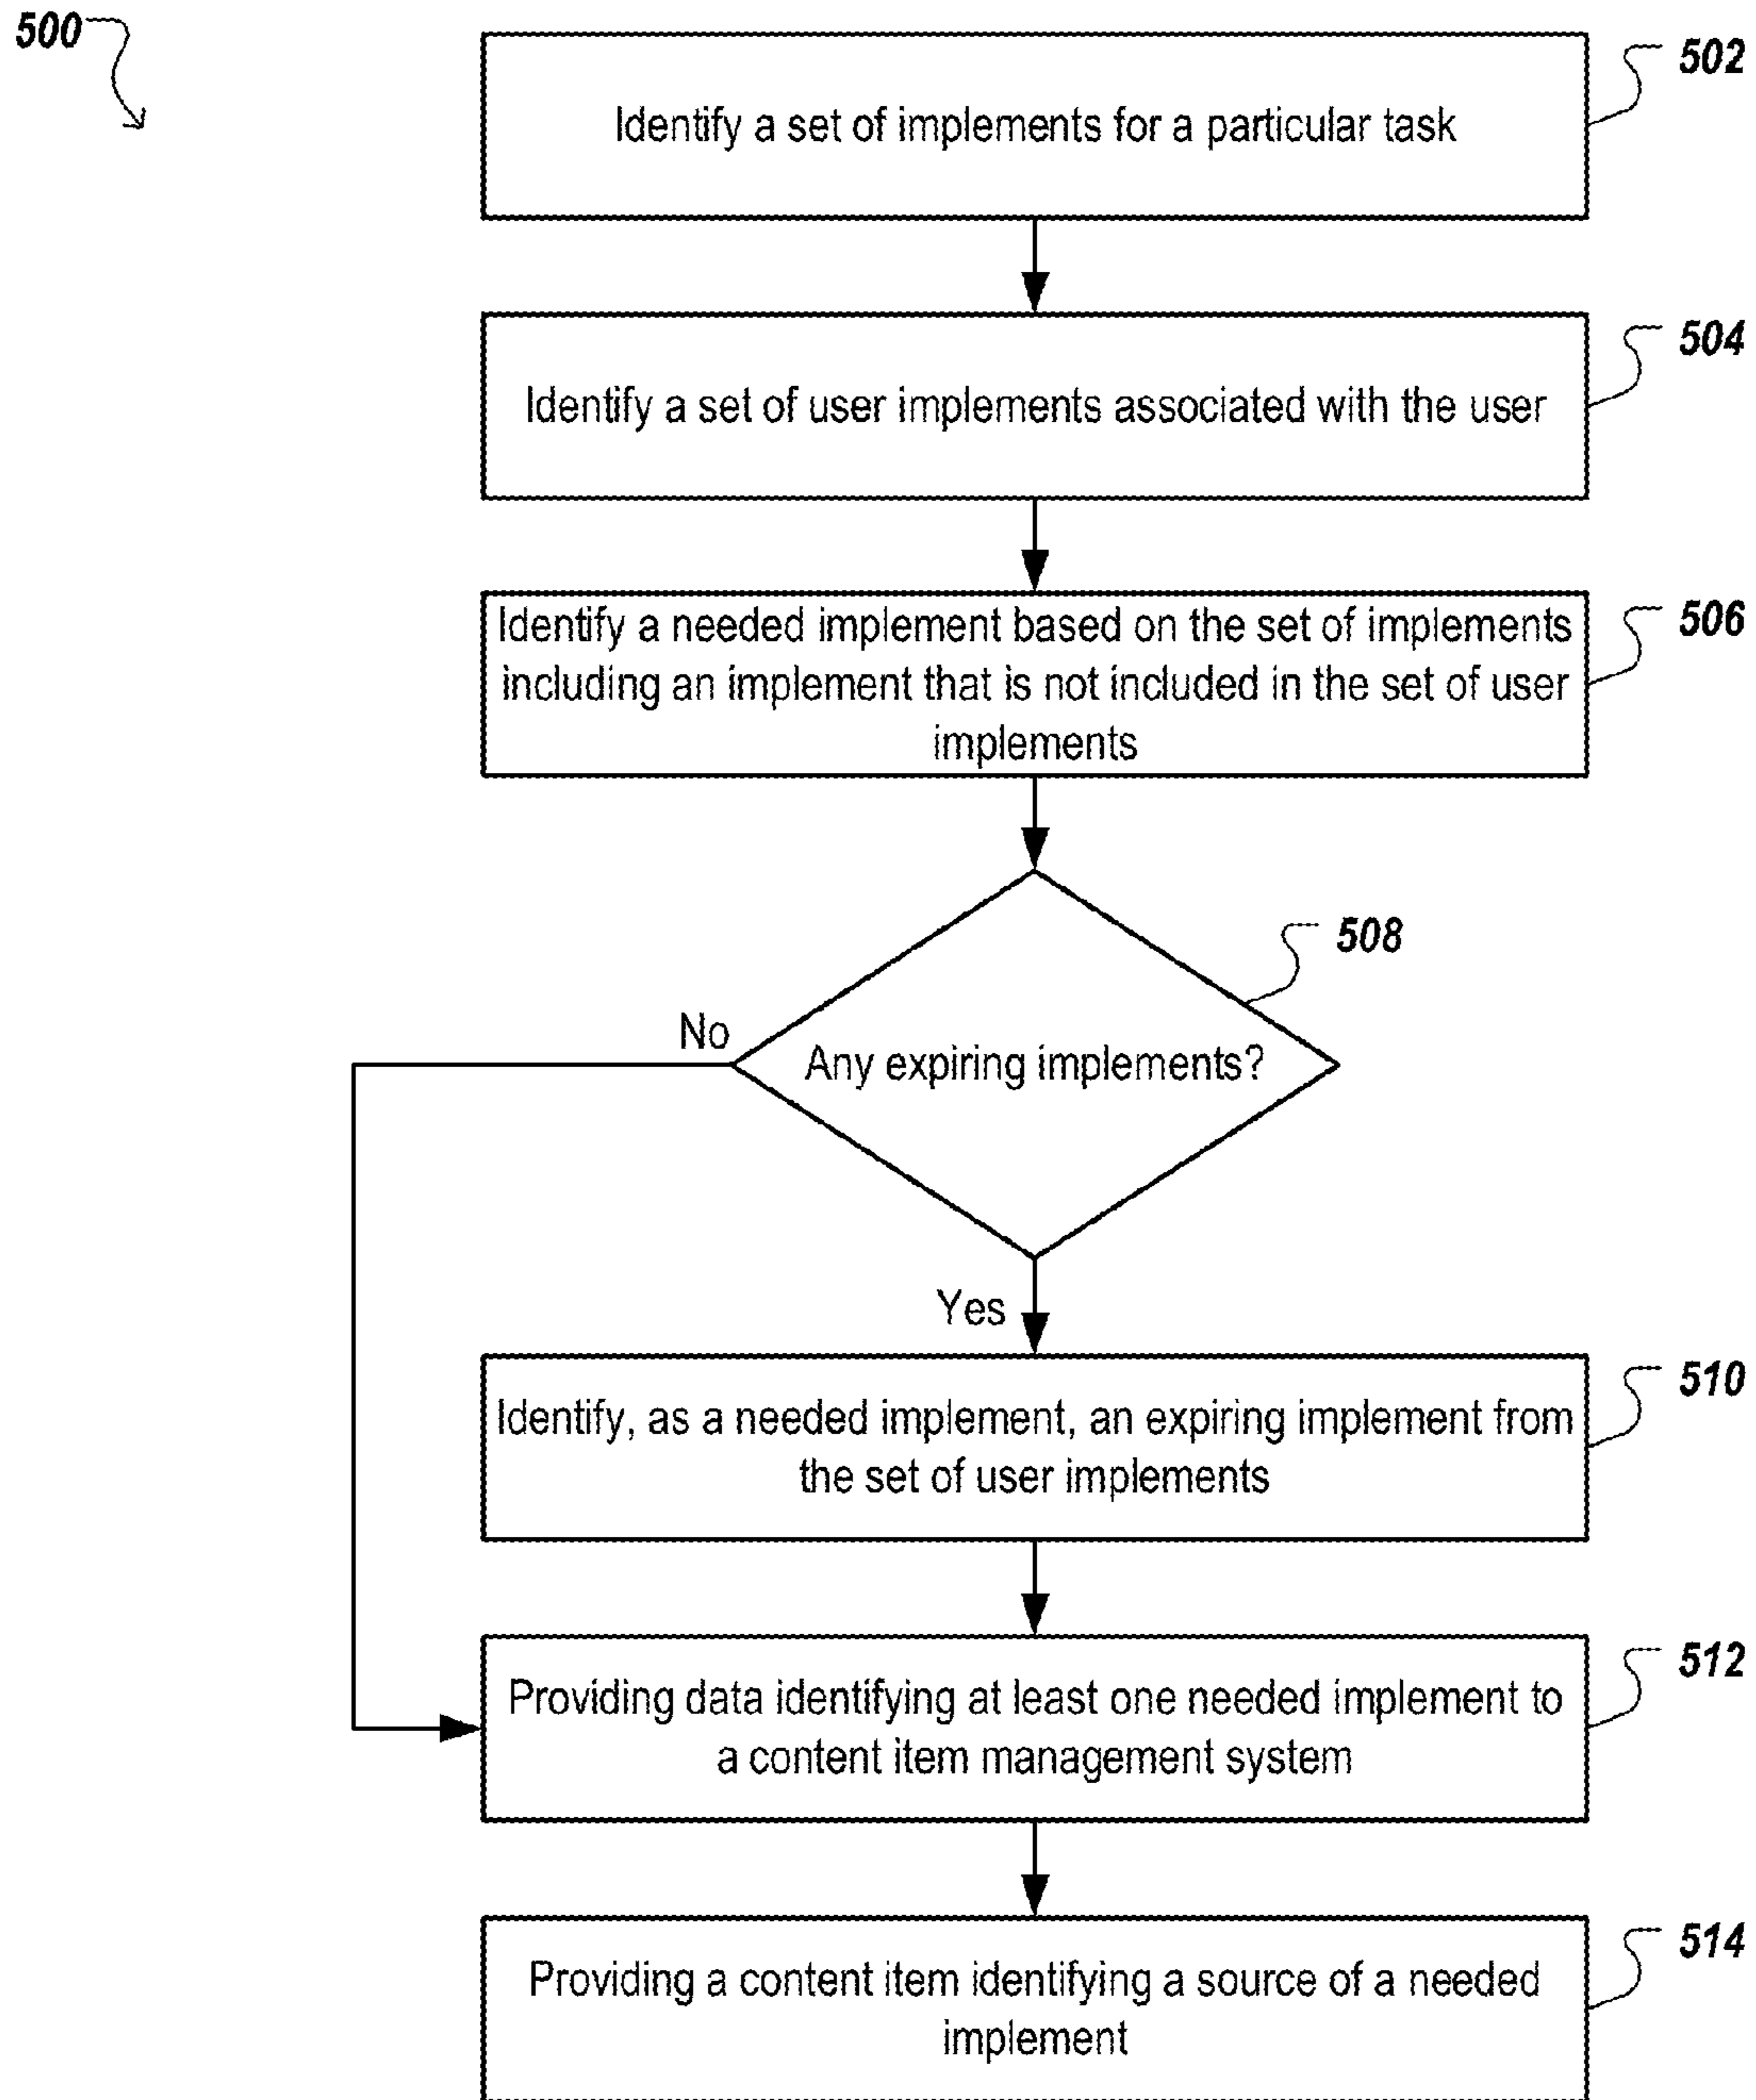 500
502
Identify a set of implements for a particular task
504
Identify a set of user implements associated with the user
506
Identify a needed implement based on the set of implements
including an implement that is not included in the set of user
implements
508
No
Any expiring implements?
Yes
510
Identify, as a needed implement, an expiring implement from
the set of user implements
512
Providing data identifying at least one needed implement to
a content item management system
514
Providing a content item identifying a source of a needed
implement